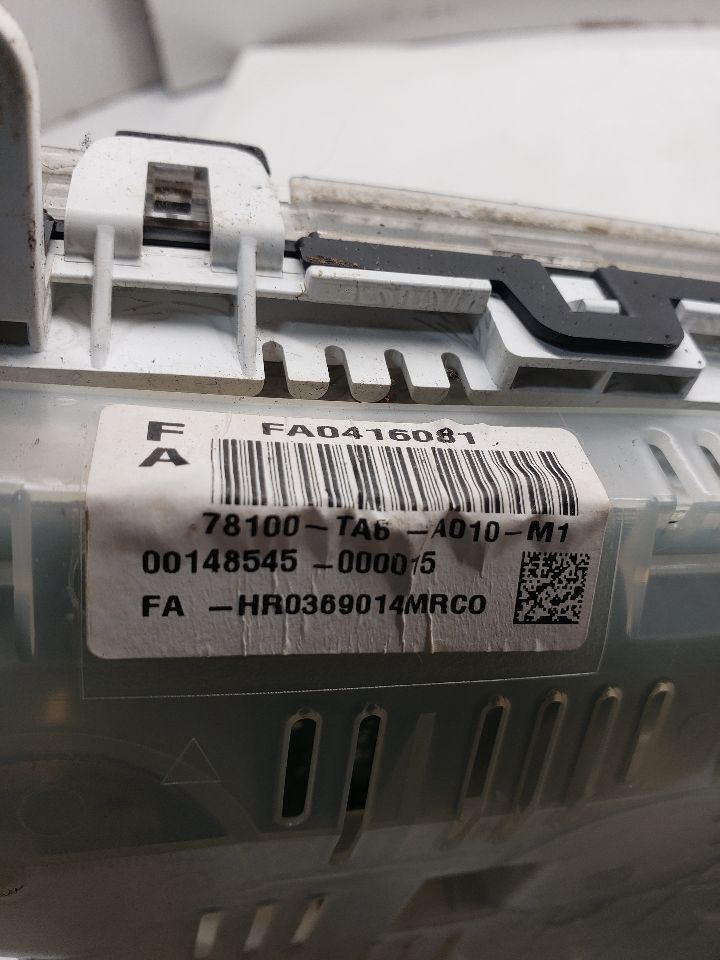 F A
FA0416081
78100-TA6 -A010-M1
00148545 -000015
FA -HR0369014MRCO